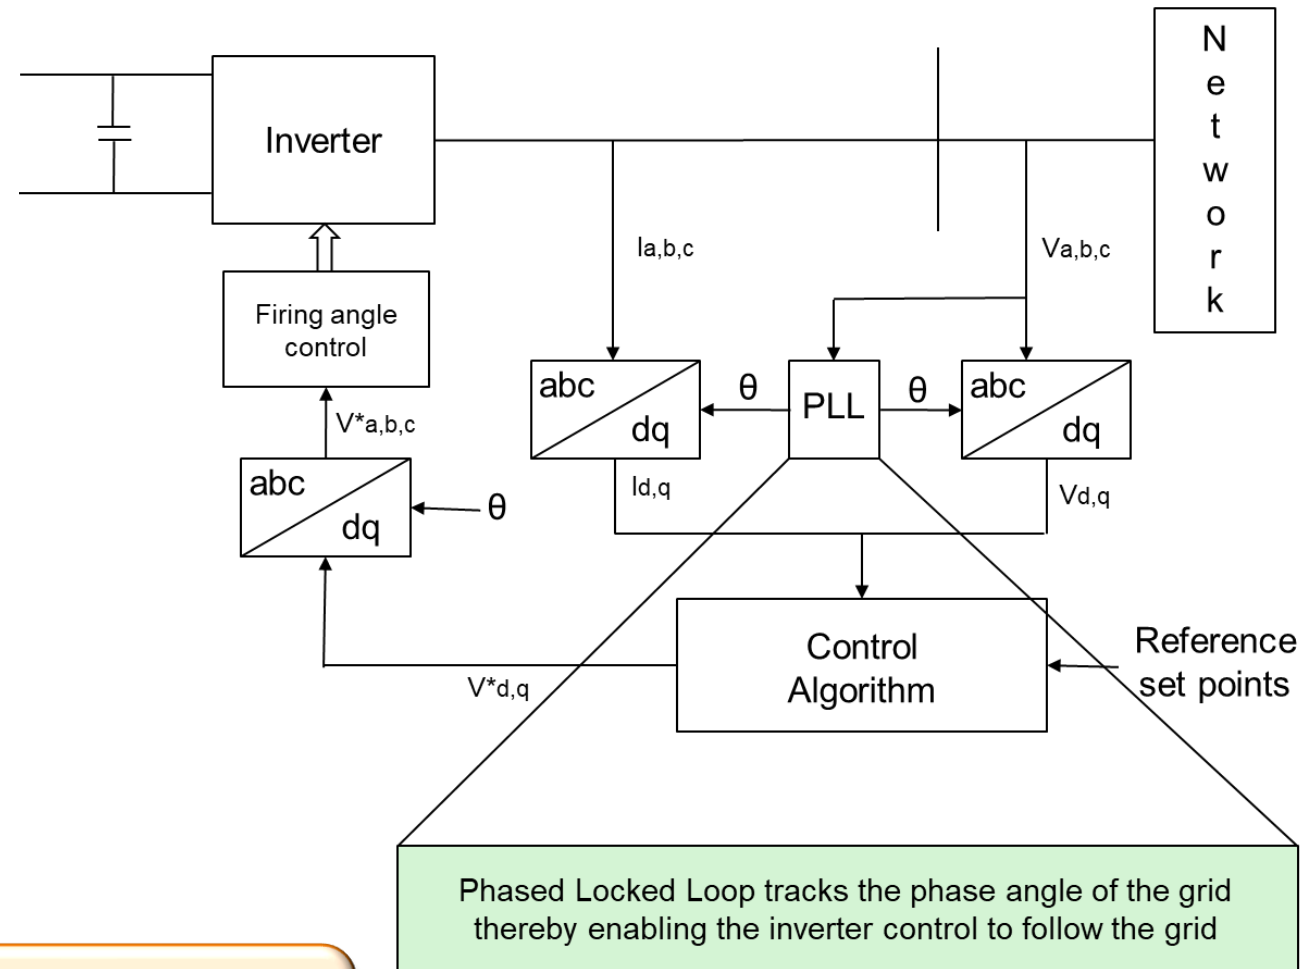 Network
Inverter
Ia,b,c
Va,b,c
Firing angle
control
abc
dq
θ
PLL
θ
abc
dq
V*a,b,c
abc
dq
θ
Id,q
Vd,q
Control
Algorithm
Reference
set points
V*d,q
Phased Locked Loop tracks the phase angle of the grid
thereby enabling the inverter control to follow the grid